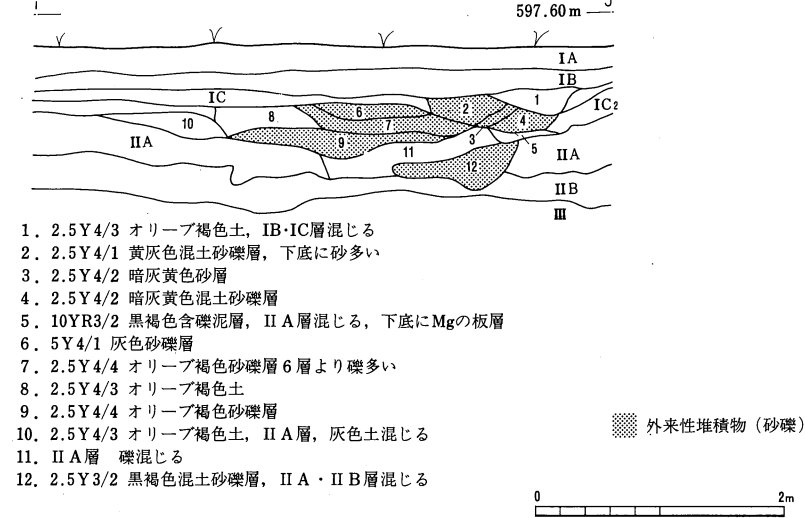 597.60m
IA
IB
IC
1
2
6
8
4
IC2
10
7
3
9
5
IIA
11
IIA
12
IIB
III
1. 2.5Y4/3 オリーブ褐色土, IB・IC層混じる
2. 2.5Y4/1 黄灰色混土砂礫層, 下底に砂多い
3. 2.5Y4/2 暗灰黄色砂層
4. 2.5Y4/2 暗灰黄色混土砂礫層
5. 10YR3/2 黒褐色含礫泥層, IIA層混じる, 下底にMgの板層
6. 5Y4/1 灰色砂礫層
7. 2.5Y4/4 オリーブ褐色砂礫層6層より礫多い
8. 2.5Y4/3 オリーブ褐色土
9. 2.5Y4/4 オリーブ褐色砂礫層
10. 2.5Y4/3 オリーブ褐色土, IIA層, 灰色土混じる
11. IIA層 礫混じる
12. 2.5Y3/2 黒褐色混土砂礫層, IIA・IIB層混じる
外来性堆積物（砂礫）
0 2m